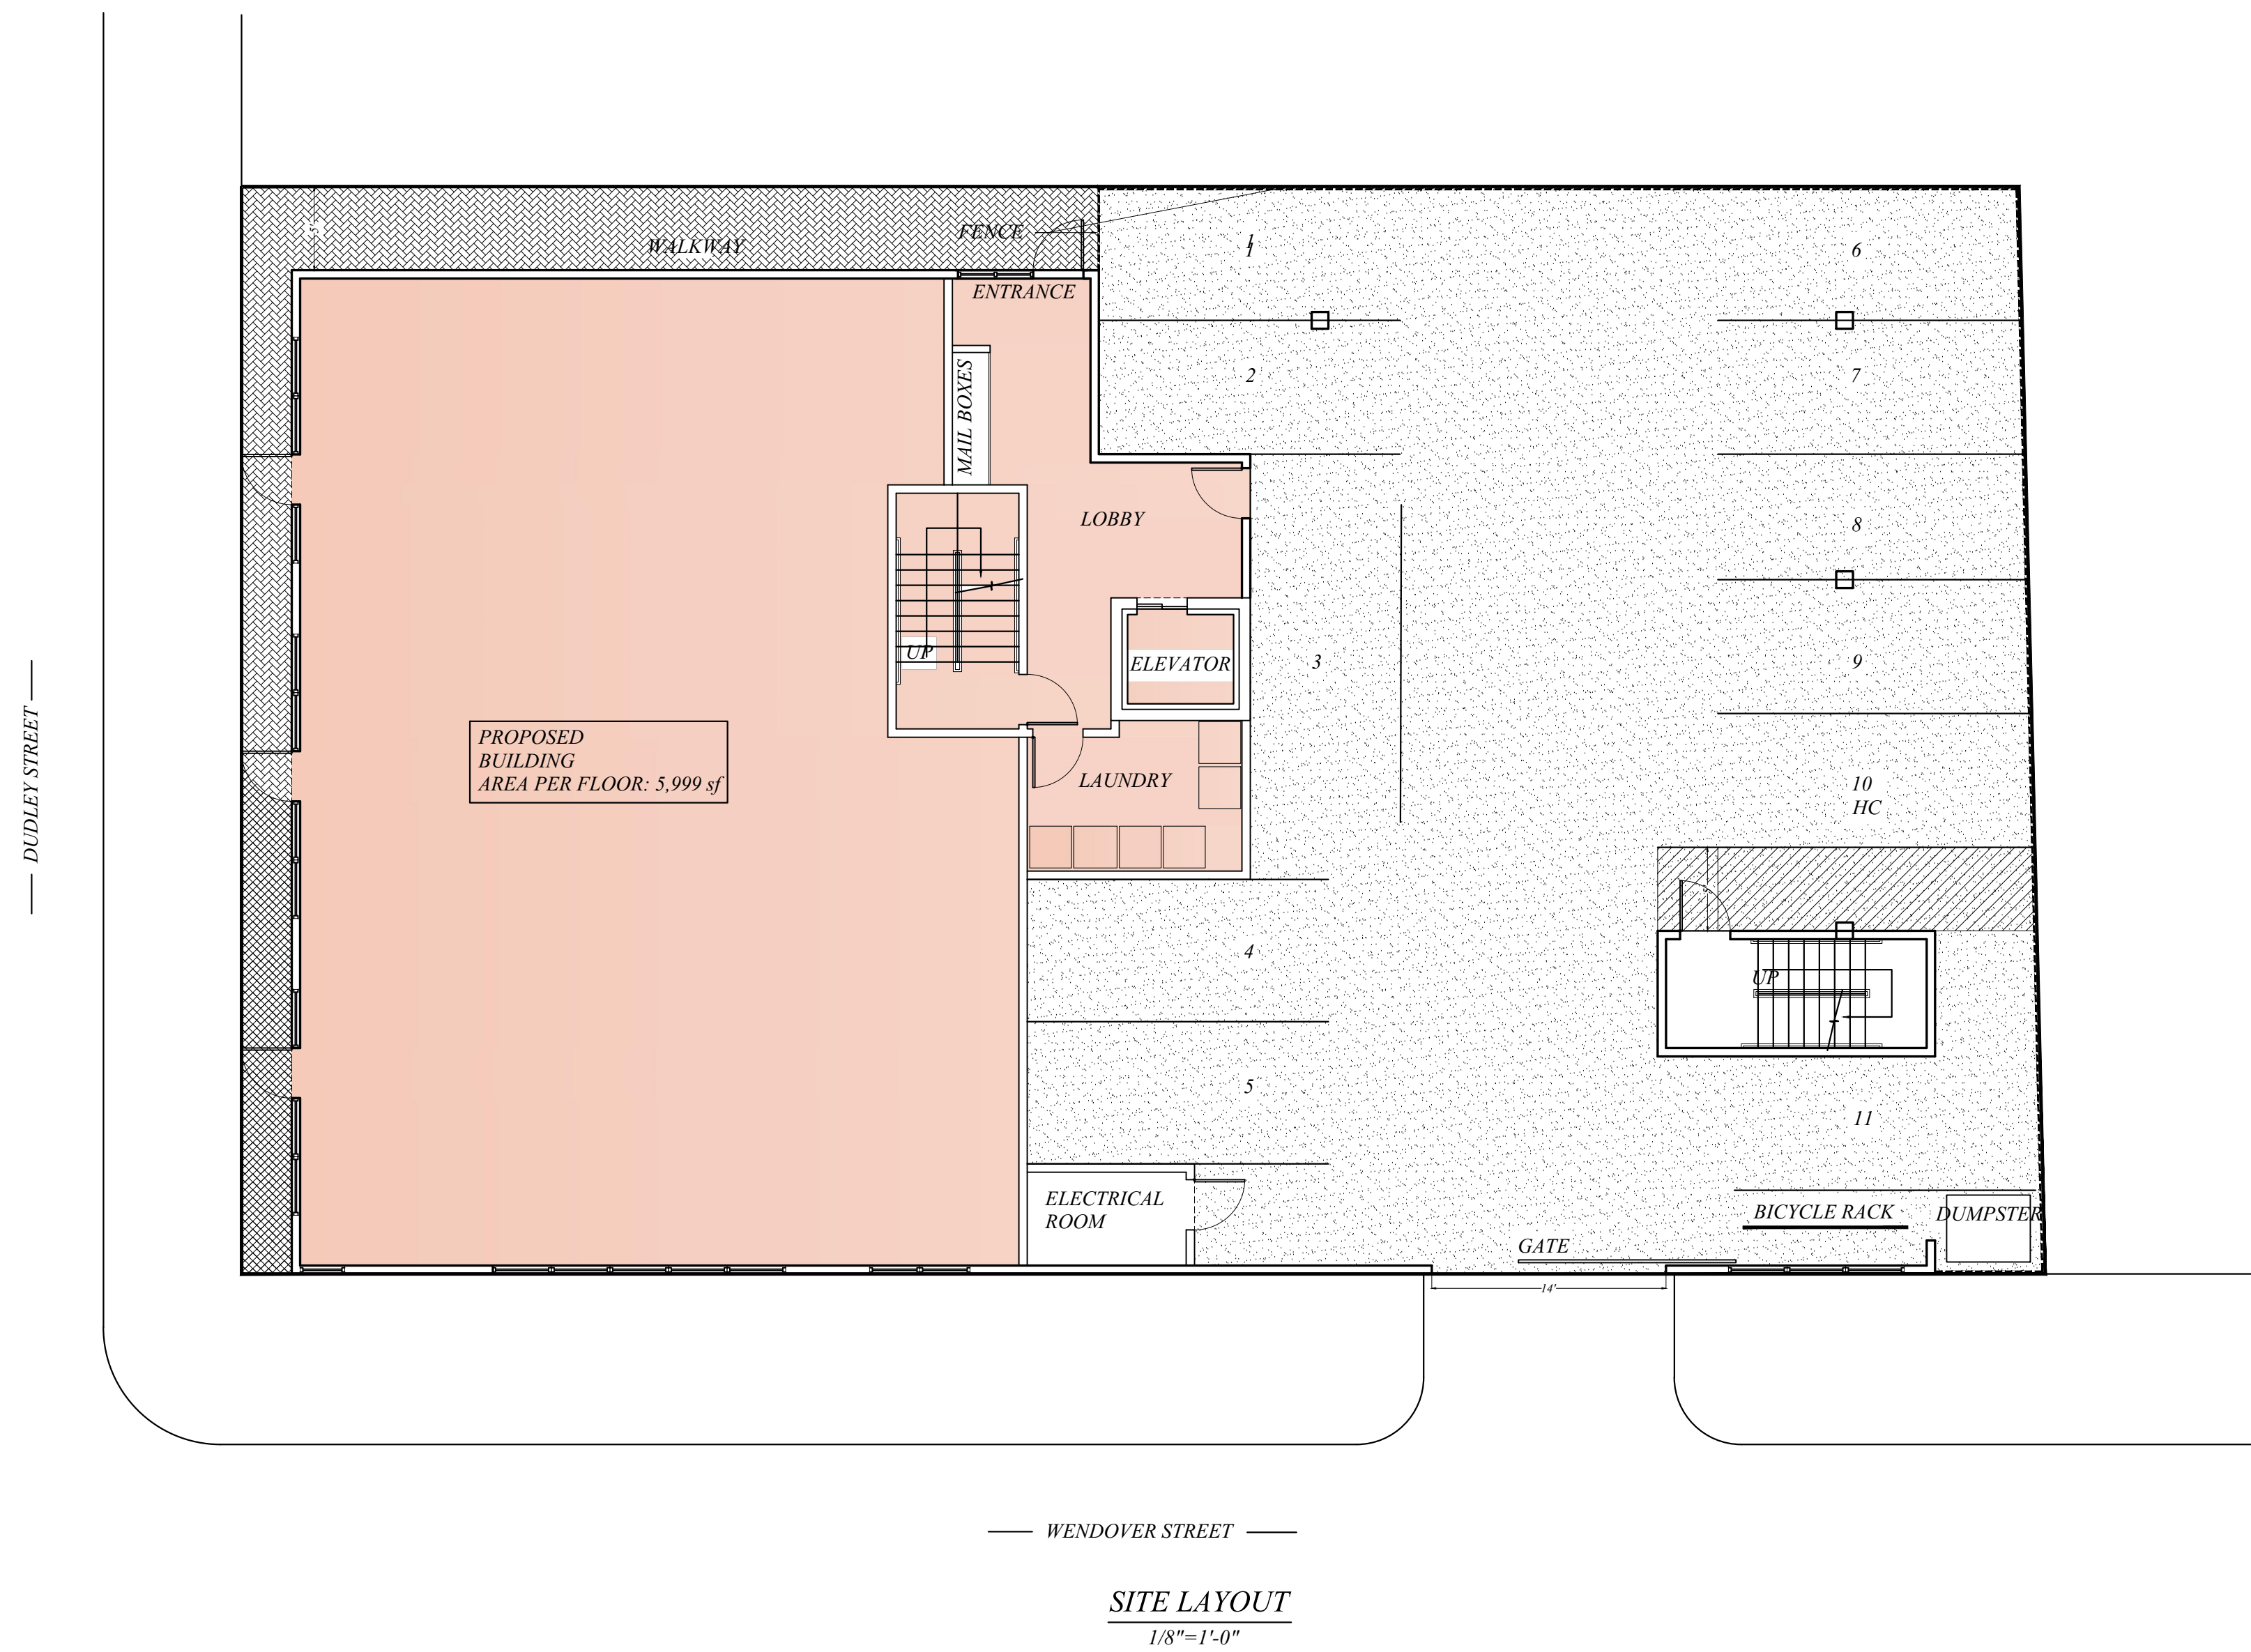 5'
WALKWAY
FENCE
ENTRANCE
MAIL BOXES
1
1
2
6
7
LOBBY
UP
ELEVATOR
3
8
9
DUDLEY STREET
PROPOSED
BUILDING
AREA PER FLOOR: 5,999 sf
LAUNDRY
10
HC
5'
4
UP
5
11
ELECTRICAL
ROOM
GATE
BICYCLE RACK
DUMPSTER
14'
WENDOVER STREET
SITE LAYOUT
1/8"=1'-0"